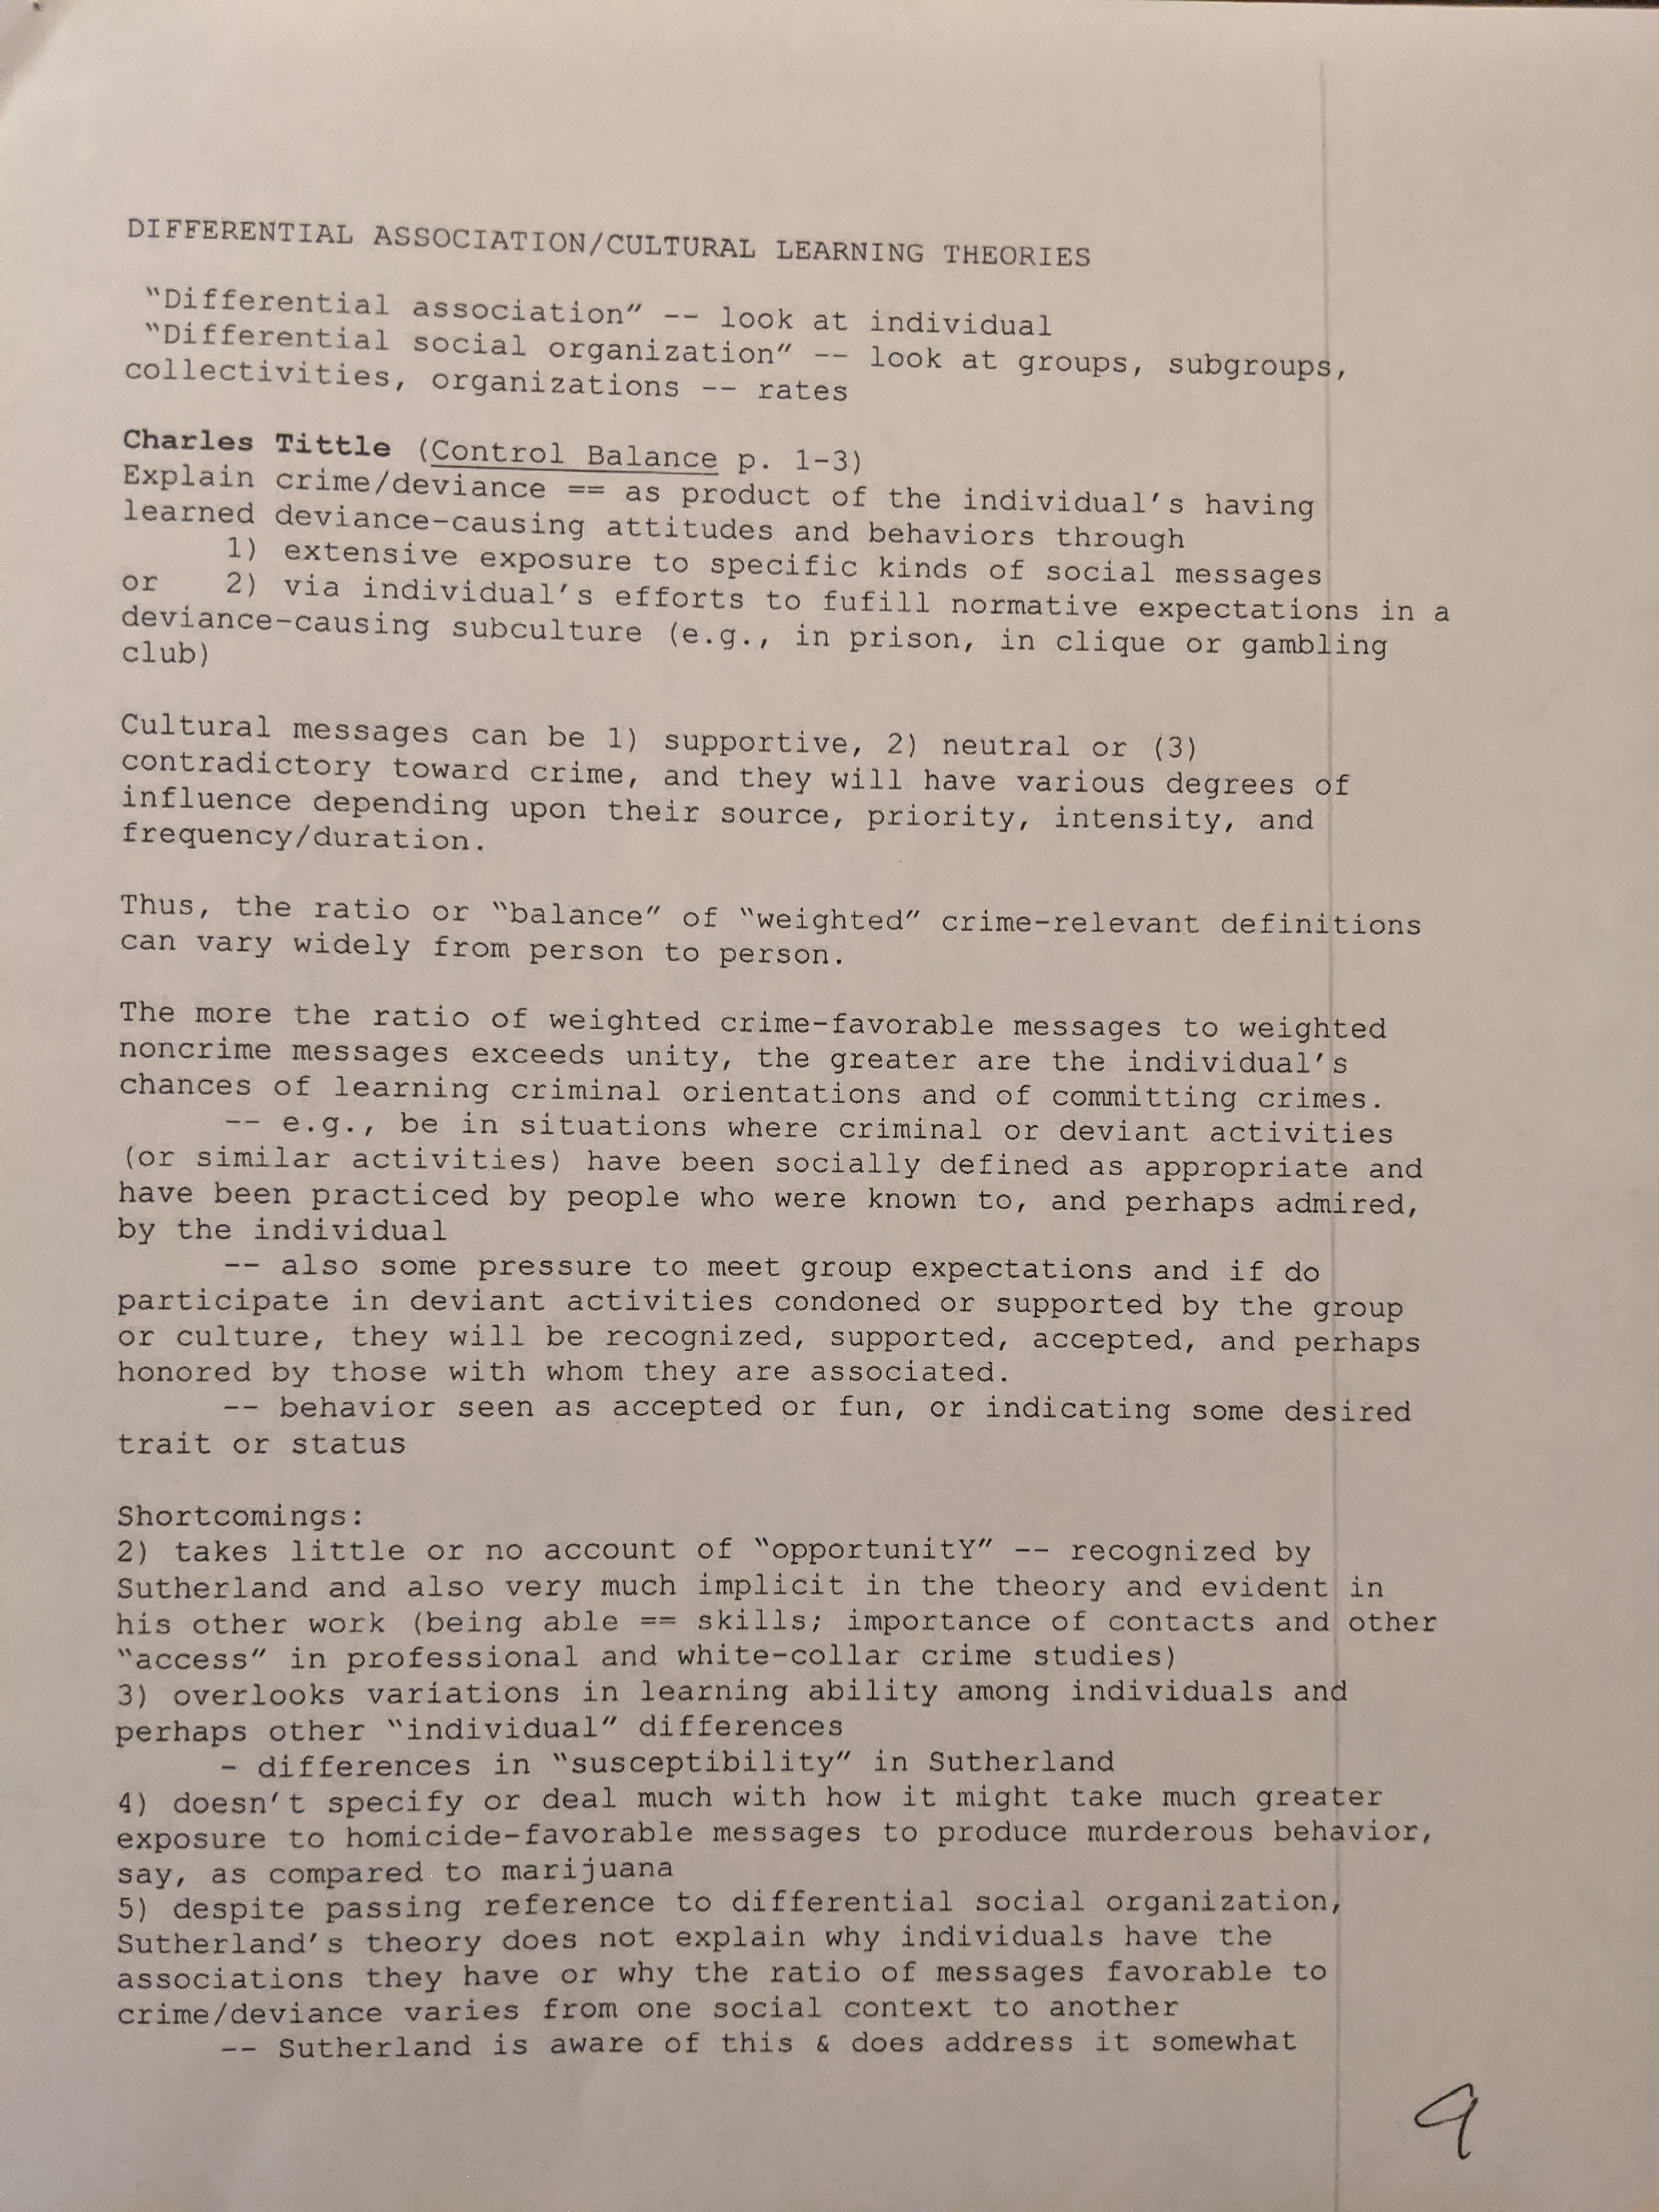 DIFFERENTIAL ASSOCIATION/CULTURAL LEARNING THEORIES
"Differential association" -- look at individual
"Differential social organization" -- look at groups, subgroups,
collectivities, organizations -- rates
Charles Tittle (Control Balance p. 1-3)
Explain crime/deviance == as product of the individual's having
learned deviance-causing attitudes and behaviors through
1) extensive exposure to specific kinds of social messages
or 2) via individual's efforts to fufill normative expectations in a
deviance-causing subculture (e.g., in prison, in clique or gambling
club)
Cultural messages can be 1) supportive, 2) neutral or (3)
contradictory toward crime, and they will have various degrees of
influence depending upon their source, priority, intensity, and
frequency/duration.
Thus, the ratio or "balance" of "weighted" crime-relevant definitions
can vary widely from person to person.
The more the ratio of weighted crime-favorable messages to weighted
noncrime messages exceeds unity, the greater are the individual's
chances of learning criminal orientations and of committing crimes.
-- e.g., be in situations where criminal or deviant activities
(or similar activities) have been socially defined as appropriate and
have been practiced by people who were known to, and perhaps admired,
by the individual
-- also some pressure to meet group expectations and if do
participate in deviant activities condoned or supported by the group
or culture, they will be recognized, supported, accepted, and perhaps
honored by those with whom they are associated.
-- behavior seen as accepted or fun, or indicating some desired
trait or status
Shortcomings:
2) takes little or no account of "opportunitY" -- recognized by
Sutherland and also very much implicit in the theory and evident in
his other work (being able == skills; importance of contacts and other
"access" in professional and white-collar crime studies)
3) overlooks variations in learning ability among individuals and
perhaps other "individual" differences
- differences in "susceptibility" in Sutherland
4) doesn't specify or deal much with how it might take much greater
exposure to homicide-favorable messages to produce murderous behavior,
say, as compared to marijuana
5) despite passing reference to differential social organization,
Sutherland's theory does not explain why individuals have the
associations they have or why the ratio of messages favorable to
crime/deviance varies from one social context to another
-- Sutherland is aware of this & does address it somewhat
9